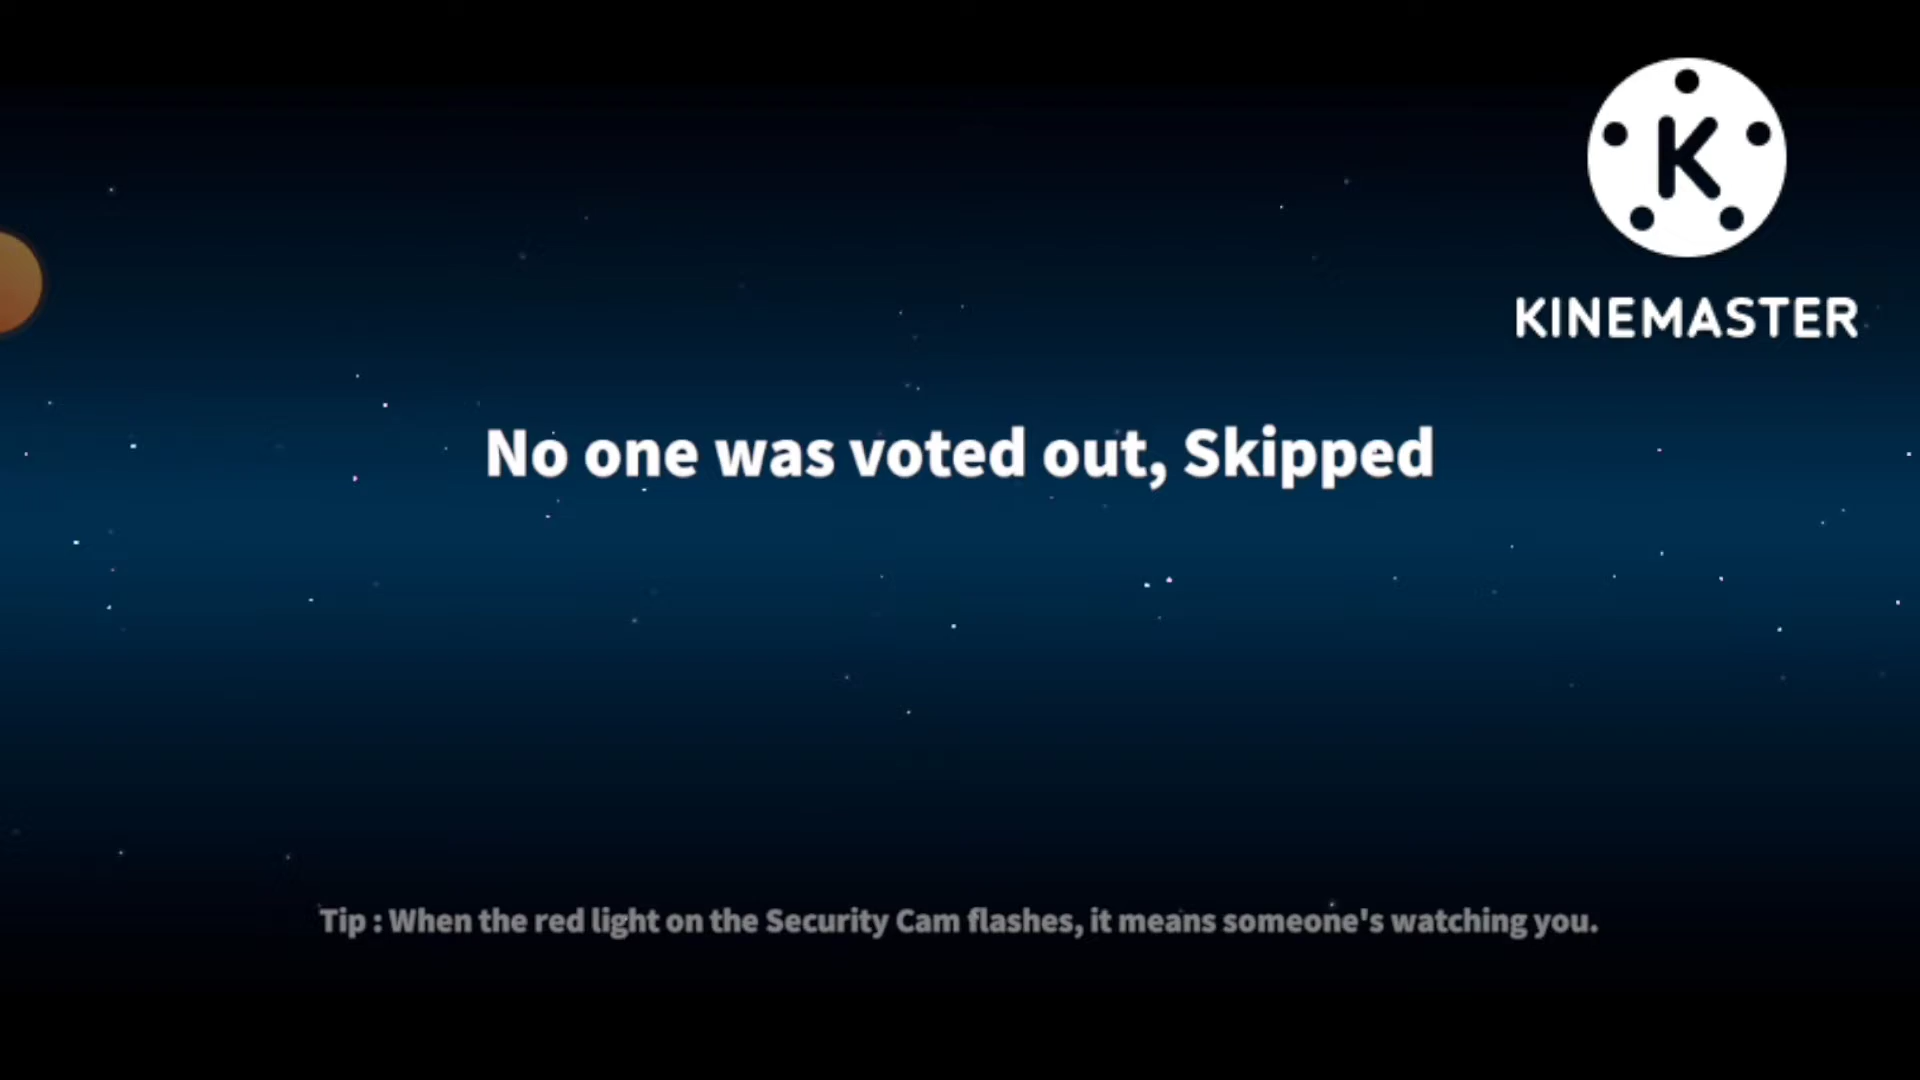 K
KINEMASTER
No one was voted out, Skipped
Tip : When the red light on the Security Cam flashes, it means someone's watching you.